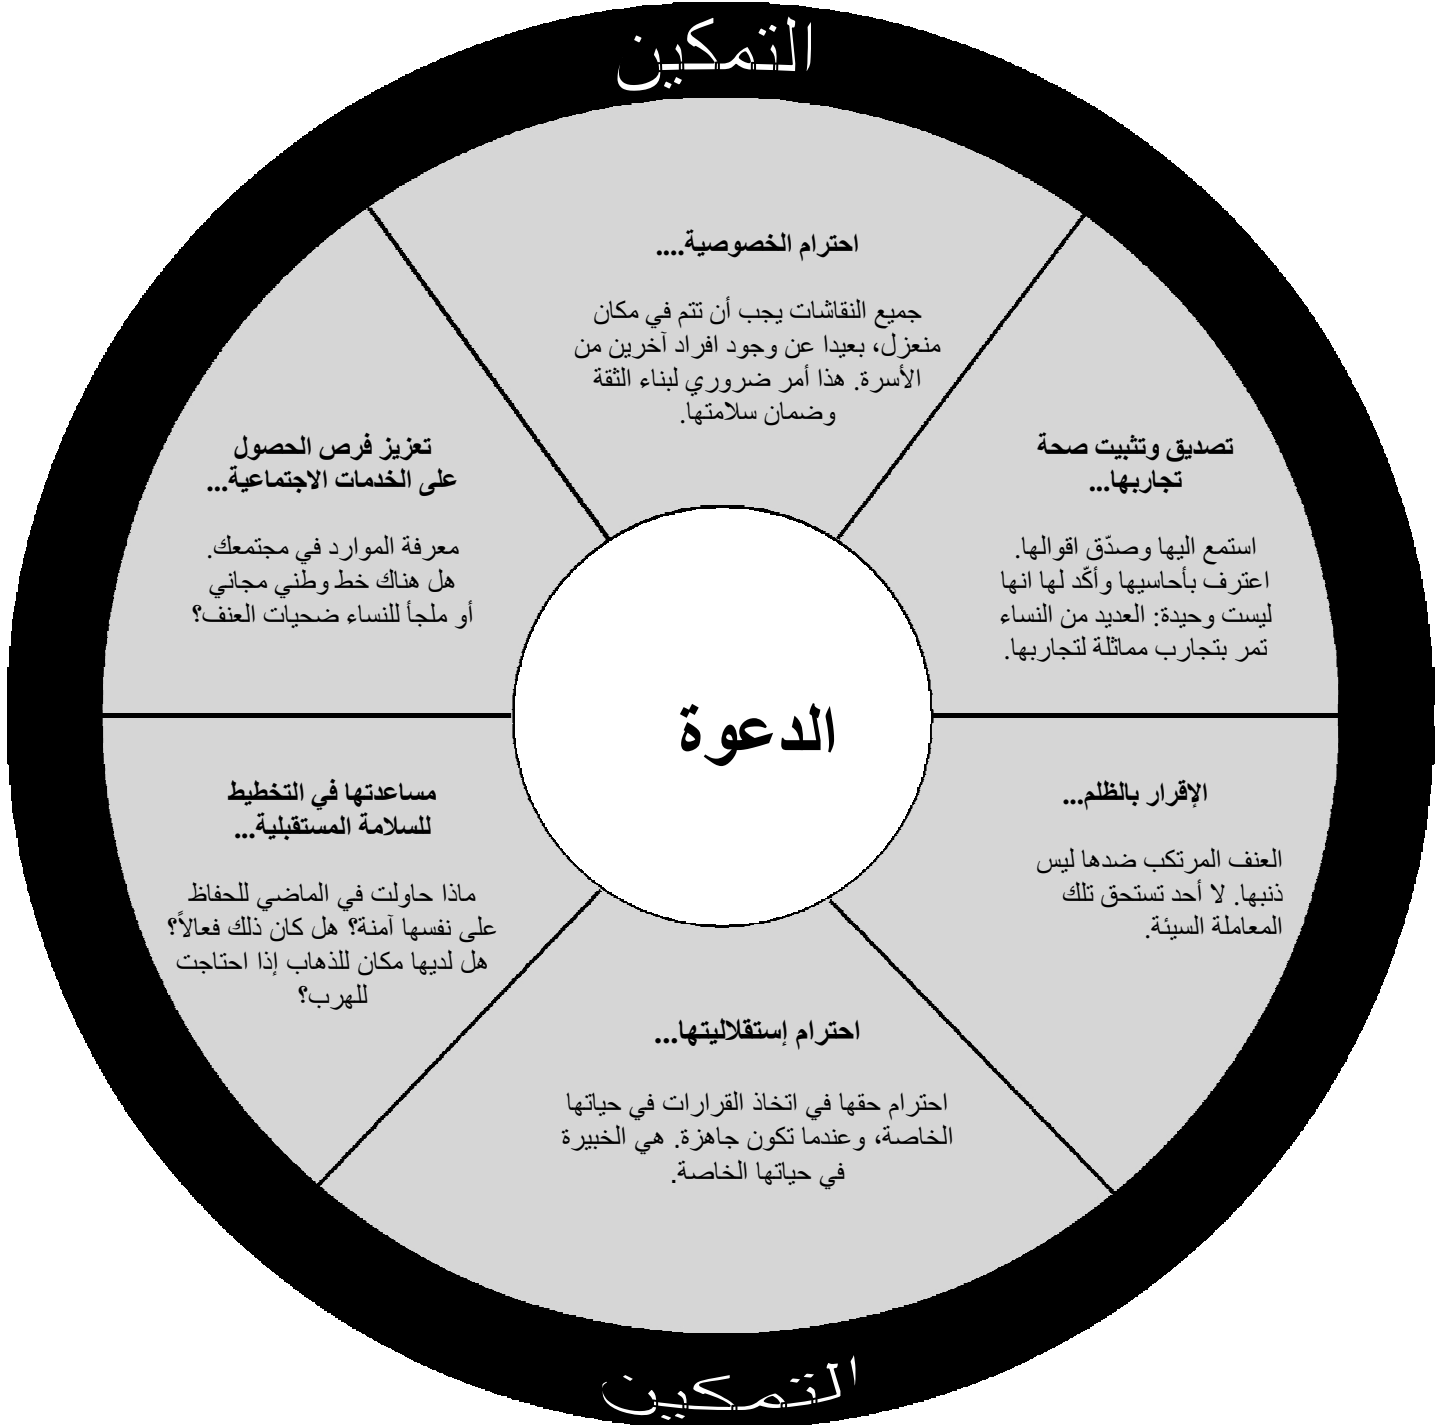 التمكين
احترام الخصوصية....
جميع النقاشات يجب أن تتم في مكان
منعزل، بعيدا عن وجود افراد آخرين من
الأسرة. هذا أمر ضروري لبناء الثقة
وضمان سلامتها.
تصديق وتثبيت صحة
تجاربها...
استمع اليها وصدّق اقوالها.
اعترف بأحاسيها وأكّد لها انها
ليست وحيدة: العديد من النساء
تمر بتجارب مماثلة لتجاربها.
تعزيز فرص الحصول
على الخدمات الاجتماعية...
معرفة الموارد في مجتمعك.
هل هناك خط وطني مجاني
أو ملجأ للنساء ضحيات العنف؟
الدعوة
الإقرار بالظلم...
العنف المرتكب ضدها ليس
ذنبها. لا أحد تستحق تلك
المعاملة السيئة.
مساعدتها في التخطيط
للسلامة المستقبلية...
ماذا حاولت في الماضي للحفاظ
على نفسها آمنة؟ هل كان ذلك فعالاً؟
هل لديها مكان للذهاب إذا احتاجت
للهرب؟
احترام إستقلاليتها...
احترام حقها في اتخاذ القرارات في حياتها
الخاصة، وعندما تكون جاهزة. هي الخبيرة
في حياتها الخاصة.
التمكين